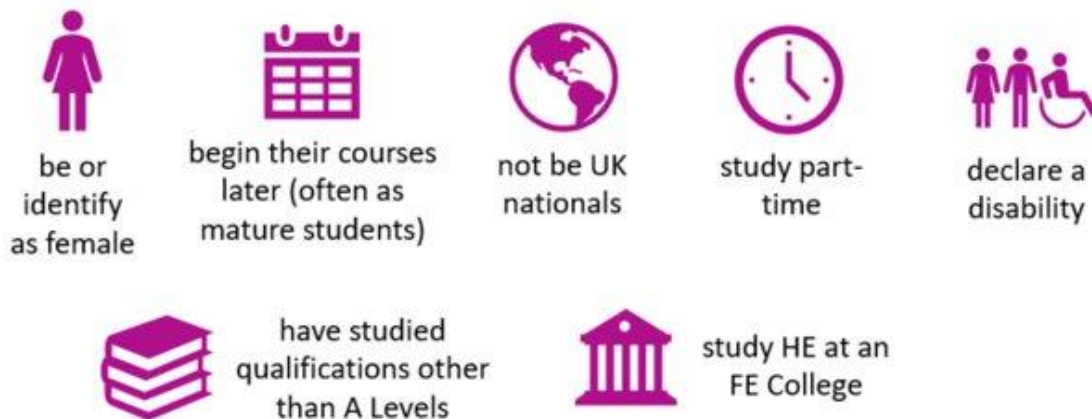 be or
identify
as female
begin their courses
later (often as
mature students)
not be UK
nationals
study part-
time
declare a
disability
have studied
qualifications other
than A Levels
study HE at an
FE College